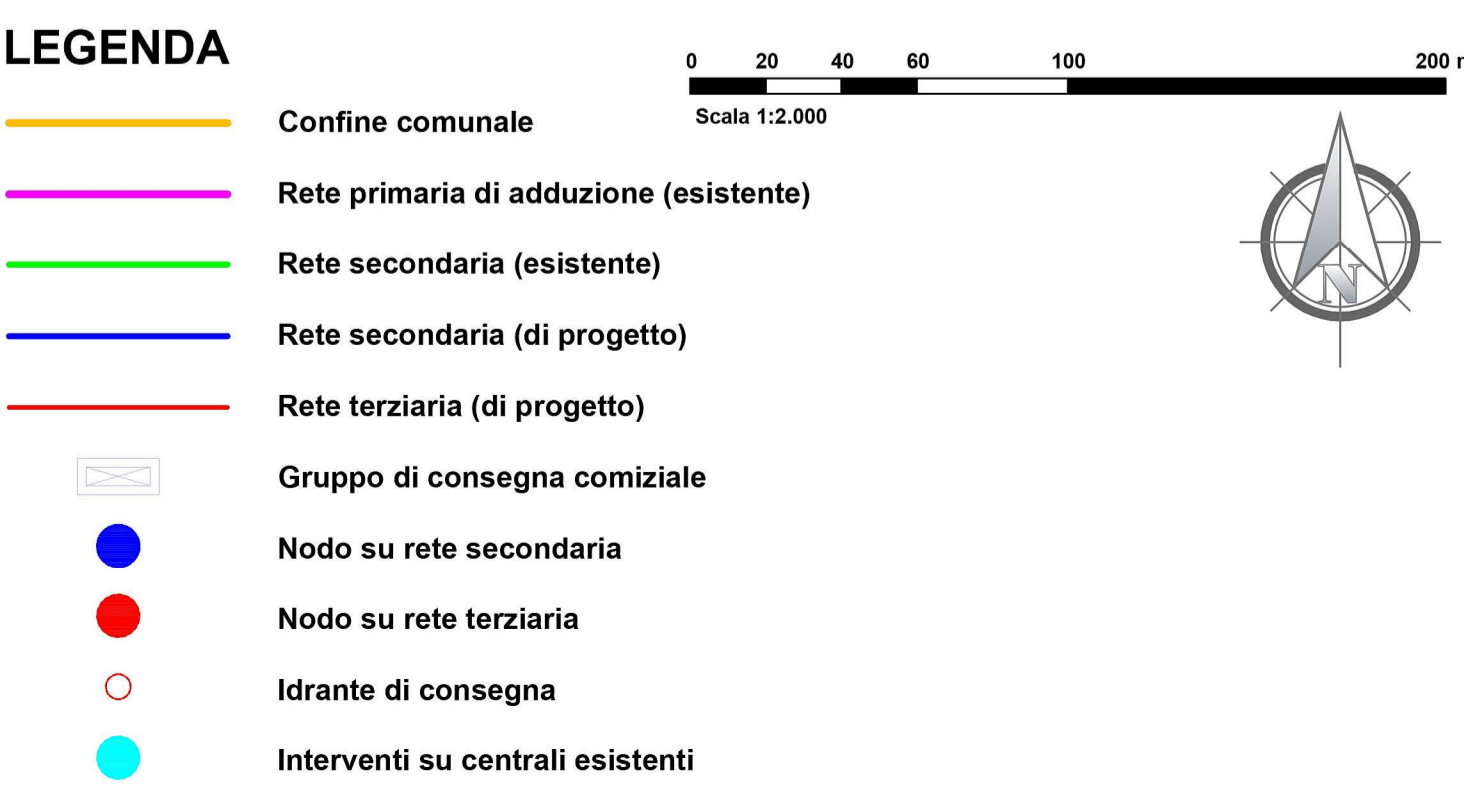 LEGENDA
0 20 40 60 100 200 m
Scala 1:2.000
Confine comunale
Rete primaria di adduzione (esistente)
Rete secondaria (esistente)
Rete secondaria (di progetto)
Rete terziaria (di progetto)
Gruppo di consegna comiziale
Nodo su rete secondaria
Nodo su rete terziaria
Idrante di consegna
Interventi su centrali esistenti
N